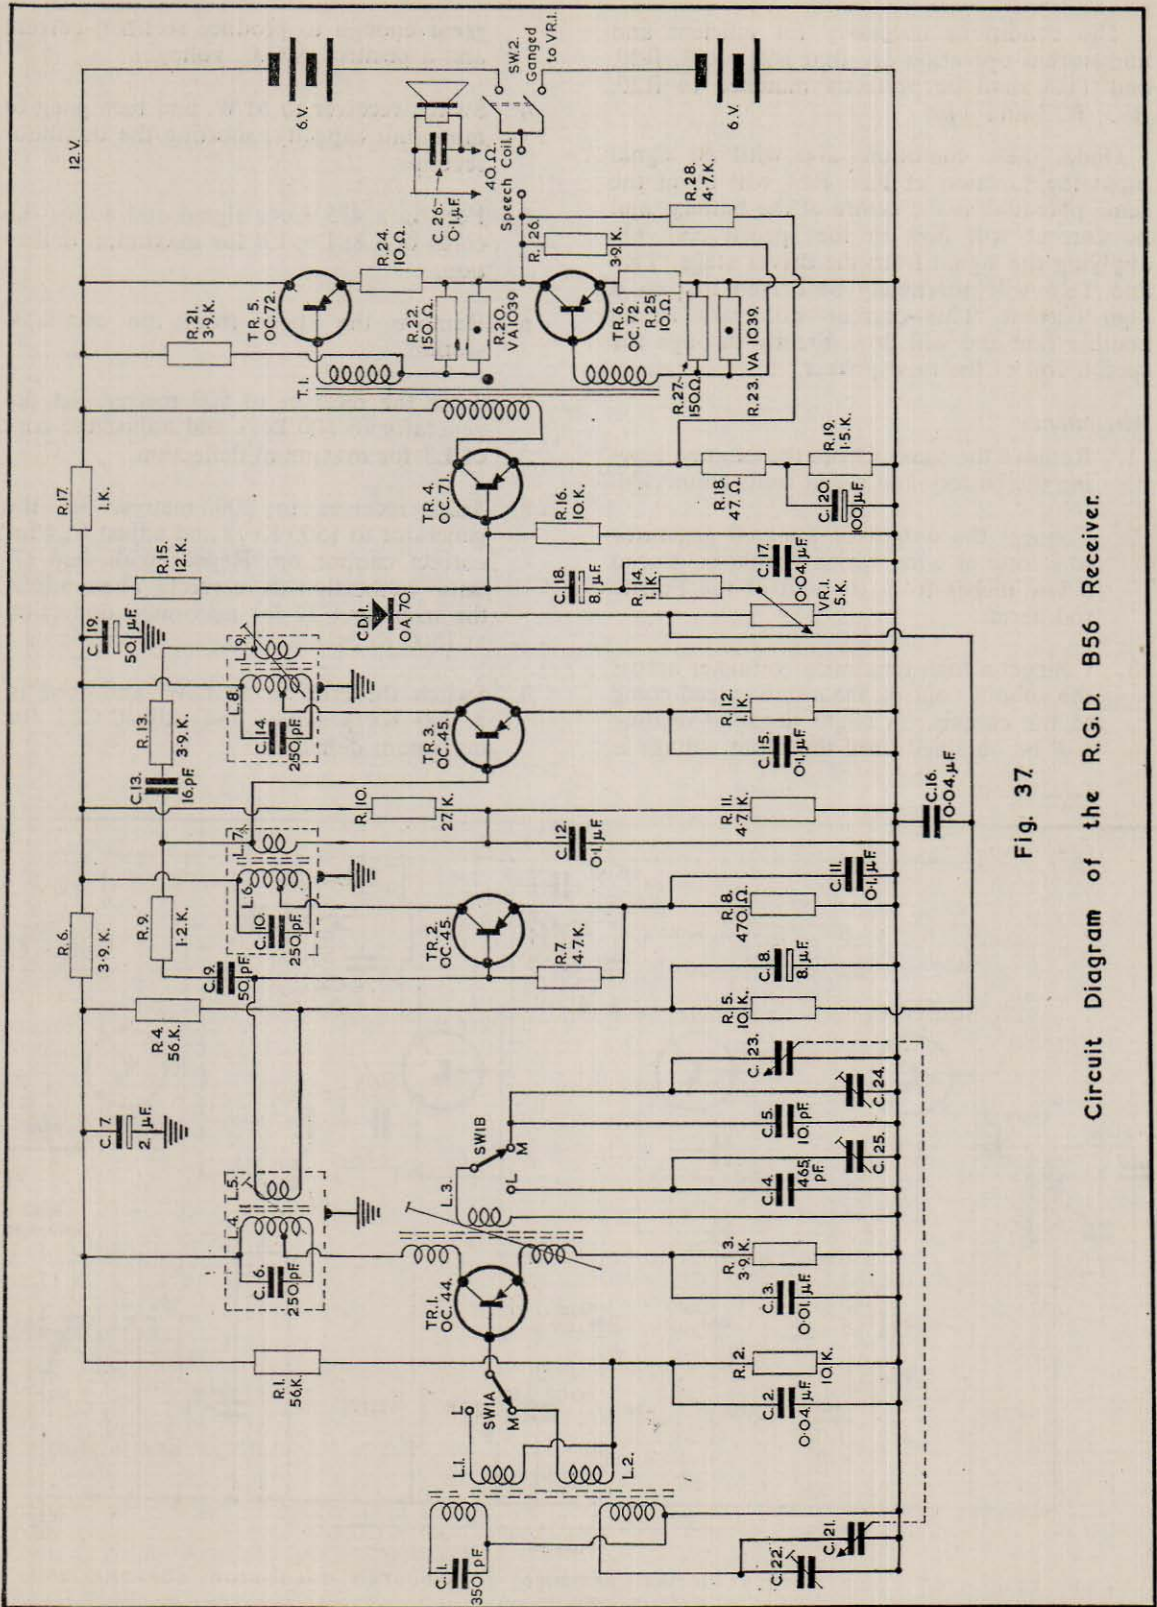 12.V.
R.6.
3·9.K.
R.17.
1.K.
R.1.
56.K.
C.7.
2.µF.
R.4.
56.K.
R.9.
1·2.K.
C.9.
50.PF.
C.13.
16.pF.
R.13.
3·9.K.
C.19.
50.µF.
R.15.
12.K.
R.21.
3·9.K.
6.V.
L.4.
L.5.
C.6.
250.pF.
L.6.
L.7.
C.10.
250.pF.
L.8.
L.9.
C.14.
250.pF.
R.10.
27.K.
CD.1.
OA.70.
T.1.
TR.5.
OC.72.
R.24.
10.Ω.
R.22.
150.Ω.
R.20.
VA1039
C.26.
0·1.µF.
40.Ω.
Speech Coil.
SW.2.
Ganged
to VR.1.
L.1.
L.2.
L
SW1A
M
TR.1.
OC.44.
L.3.
SW1B
M
L
TR.2.
OC.45.
R.7.
4·7.K.
TR.3.
OC.45.
C.12.
0·1.µF.
TR.4.
OC.71.
R.16.
10.K.
C.18.
8.µF.
R.14.
1.K.
C.17.
0·04.µF.
VR.1.
5.K.
TR.6.
OC.72.
R.26.
3·9.K.
R.25.
10.Ω.
R.27.
150.Ω.
R.23. VA 1039.
R.28.
4·7.K.
6.V.
C.1.
350.pF.
C.22.
C.21.
C.2.
0·04.µF.
R.2.
10.K.
C.3.
0·01.µF.
R.3.
3·9.K.
C.4.
465.
pF.
C.25.
C.5.
10.pF.
C.24.
C.23.
R.5.
10.K.
C.8.
8.µF.
R.8.
470.Ω.
C.11.
0·1.µF.
R.11.
4·7.K.
C.15.
0·1.µF.
R.12.
1.K.
R.18.
47.Ω.
C.20.
100.µF.
R.19.
1·5.K.
C.16.
0·04.µF.
Fig. 37.
Circuit Diagram of the R.G.D. B56 Receiver.